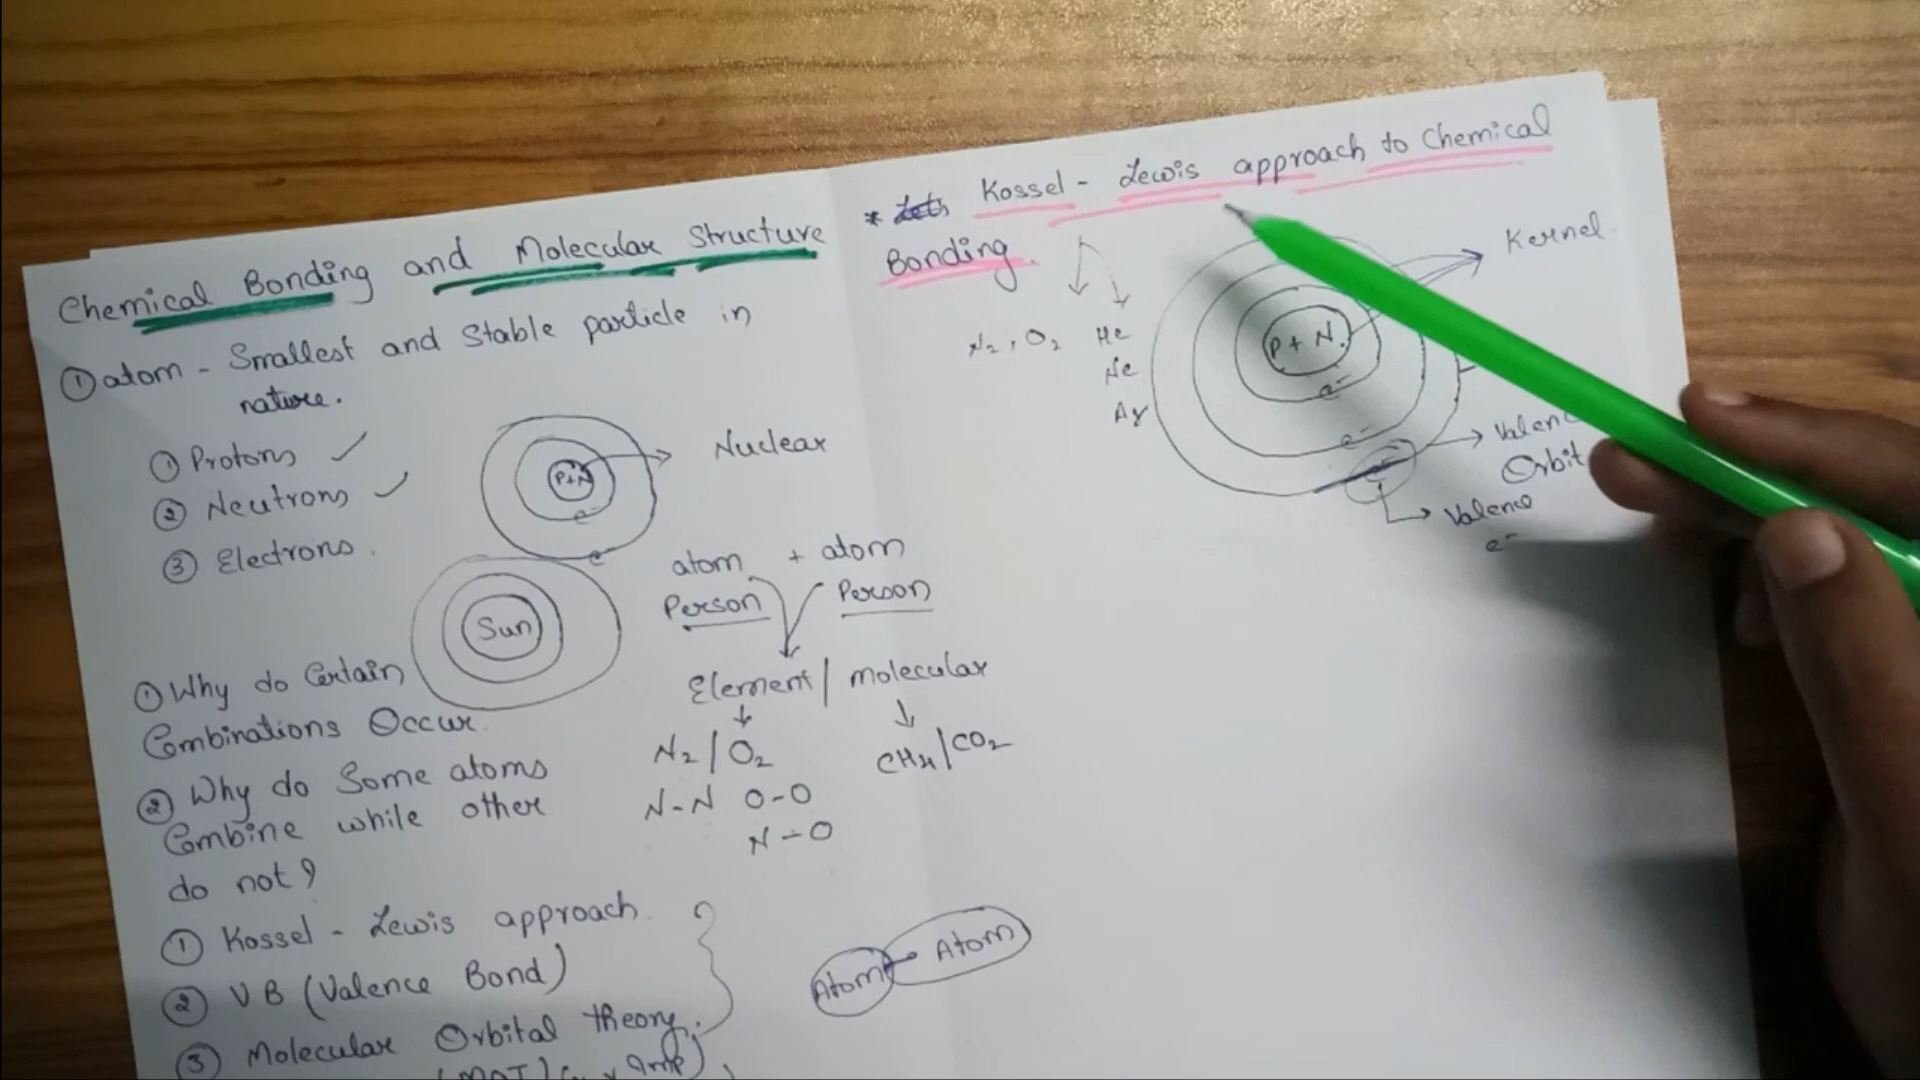 Chemical Bonding and Molecular Structure
① atom - Smallest and Stable particle in
nature.
① Protons ✓
② Neutrons ✓
③ Electrons.
P+N
e-
e-
Nuclear
Sun
atom + atom
Person Person
Element / molecular
N2 / O2 CH4 / CO2
N-N O-O
N-O
① Why do Certain
Combinations Occur.
② Why do Some atoms
Combine while other
do not?
① Kossel - Lewis approach
② VB (Valence Bond)
③ Molecular Orbital theory.
(MOT)
Atom Atom
* Kossel - Lewis approach to Chemical
Bonding.
N2, O2 He
Ne
Ar
P+N
e-
e-
Kernel
Valenc
Orbit
Valence
e-